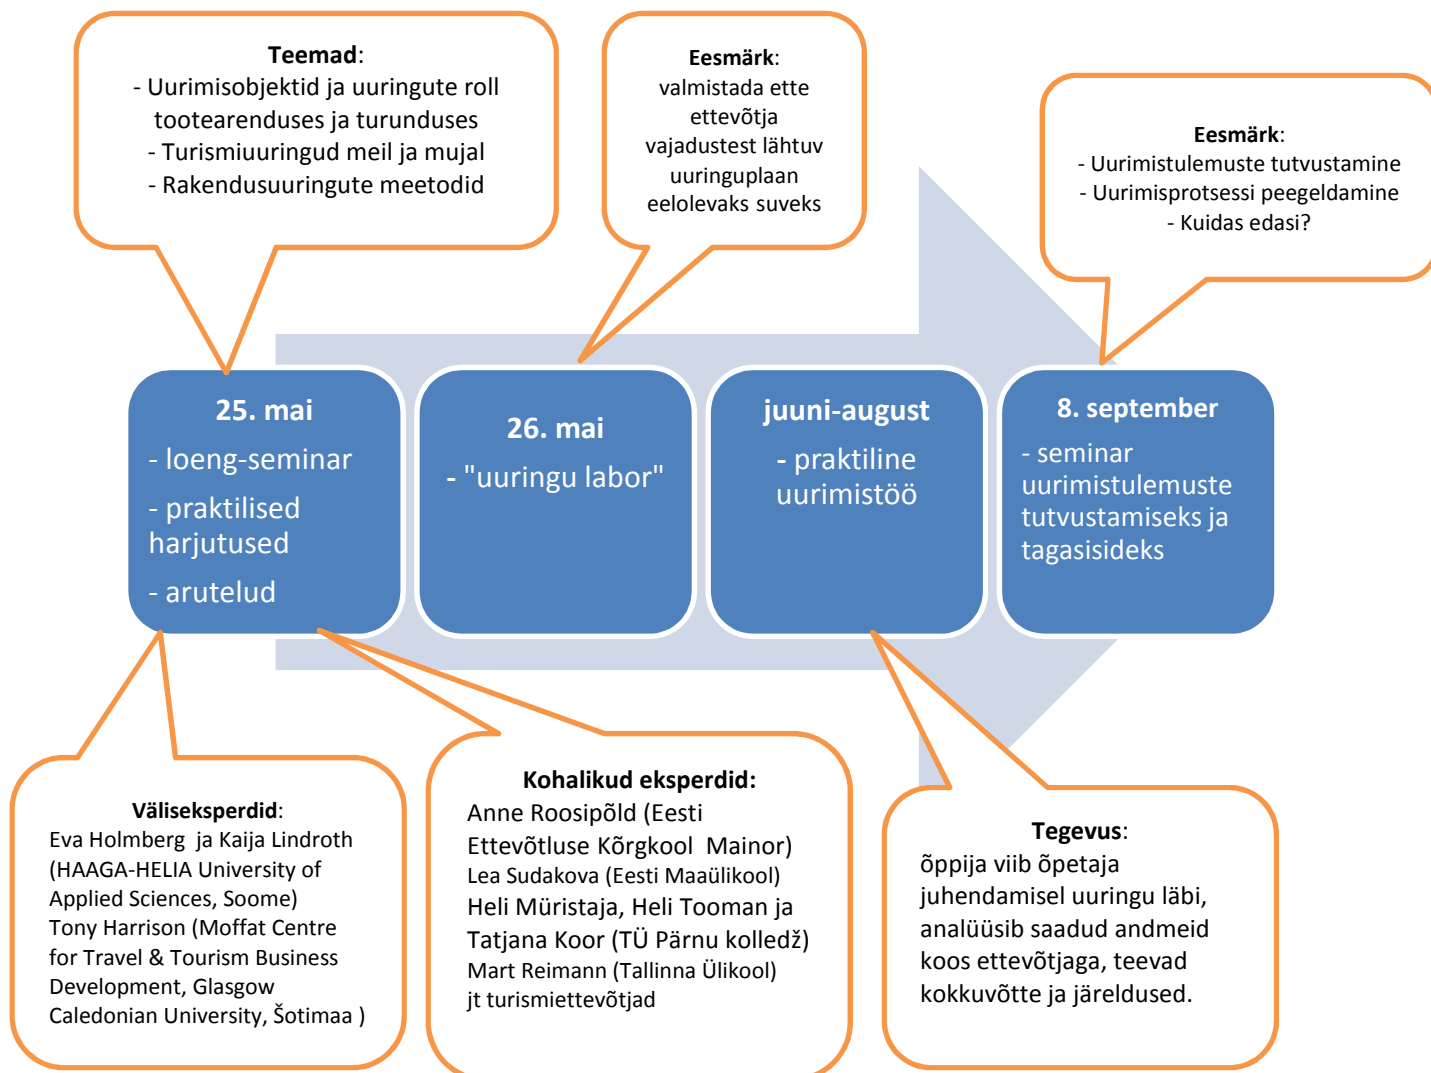 Teemad:
- Uurimisobjektid ja uuringute roll
tootearenduses ja turunduses
- Turismiuuringud meil ja mujal
- Rakendusuuringute meetodid
Eesmärk:
valmistada ette
ettevõtja
vajadustest lähtuv
uuringuplaan
eelolevaks suveks
Eesmärk:
- Uurimistulemuste tutvustamine
- Uurimisprotsessi peegeldamine
- Kuidas edasi?
25. mai
- loeng-seminar
- praktilised
harjutused
- arutelud
26. mai
- "uuringu labor"
juuni-august
- praktiline
uurimistöö
8. september
- seminar
uurimistulemuste
tutvustamiseks ja
tagasisideks
Väliseksperdid:
Eva Holmberg ja Kaija Lindroth
(HAAGA-HELIA University of
Applied Sciences, Soome)
Tony Harrison (Moffat Centre
for Travel & Tourism Business
Development, Glasgow
Caledonian University, Šotimaa )
Kohalikud eksperdid:
Anne Roosipõld (Eesti
Ettevõtluse Kõrgkool Mainor)
Lea Sudakova (Eesti Maaülikool)
Heli Müristaja, Heli Tooman ja
Tatjana Koor (TÜ Pärnu kolledž)
Mart Reimann (Tallinna Ülikool)
jt turismiettevõtjad
Tegevus:
õppija viib õpetaja
juhendamisel uuringu läbi,
analüüsib saadud andmeid
koos ettevõtjaga, teevad
kokkuvõtte ja järeldused.